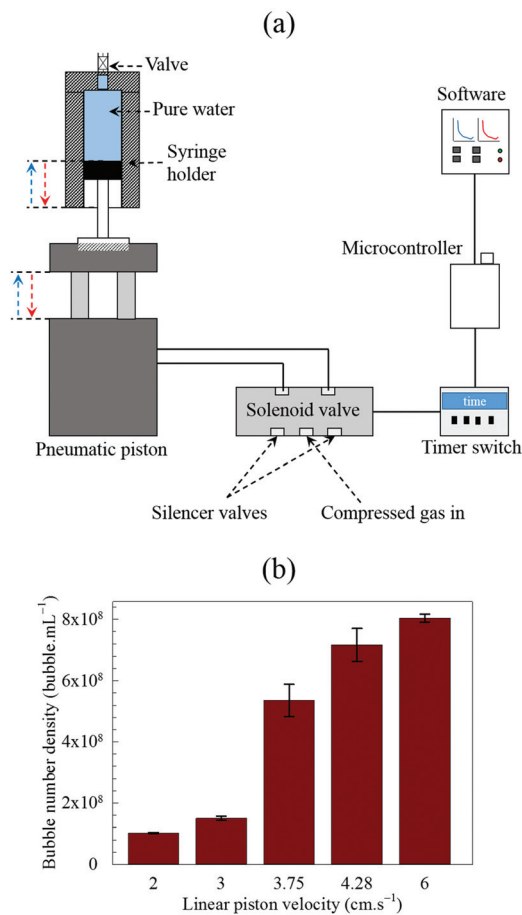 (a)
Valve
Pure water
Syringe
holder
Software
Microcontroller
time
Solenoid valve
Pneumatic piston
Timer switch
Silencer valves
Compressed gas in
(b)
Bubble number density (bubble.mL⁻¹)
8x10⁸
6x10⁸
4x10⁸
2x10⁸
0
2 3 3.75 4.28 6
Linear piston velocity (cm.s⁻¹)